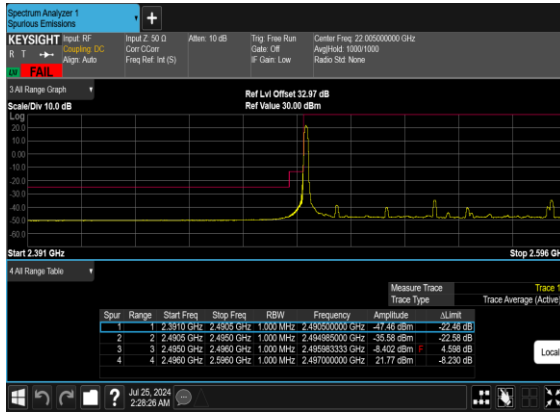 Spectrum Analyzer 1
Spurious Emissions
KEYSIGHT
R T
Input: RF
Coupling: DC
Align: Auto
Input Z: 50 Ω
Corr CCorr
Freq Ref: Int (S)
Atten: 10 dB
Trig: Free Run
Gate: Off
IF Gain: Low
Center Freq: 22.005000000 GHz
Avg|Hold: 1000/1000
Radio Std: None
FAIL
3 All Range Graph
Scale/Div 10.0 dB
Ref Lvl Offset 32.97 dB
Ref Value 30.00 dBm
Log
20.0
10.0
0.00
-10.0
-20.0
-30.0
-40.0
-50.0
-60.0
Start 2.391 GHz
Stop 2.596 GH
4 All Range Table
Measure Trace Trace 1
Trace Type Trace Average (Active)
Spur Range Start Freq Stop Freq RBW Frequency Amplitude ΔLimit
1 1 2.3910 GHz 2.4905 GHz 1.000 MHz 2.490500000 GHz -47.46 dBm -22.46 dB
2 2 2.4905 GHz 2.4950 GHz 1.000 MHz 2.494985000 GHz -35.58 dBm -22.58 dB
3 3 2.4950 GHz 2.4960 GHz 1.000 MHz 2.495983333 GHz -8.402 dBm F 4.598 dB
4 4 2.4960 GHz 2.5960 GHz 1.000 MHz 2.497000000 GHz 21.77 dBm -8.230 dB
Local
?
Jul 25, 2024
2:28:26 AM